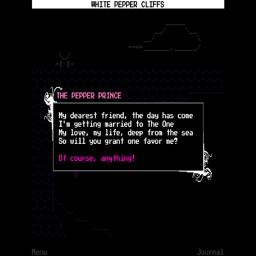 WHITE PEPPER CLIFFS
THE PEPPER PRINCE
My dearest friend, the day has come
I'm getting married to The One
My love, my life, deep from the sea
So will you grant one favor me?
Of course, anything!
Menu
Journal